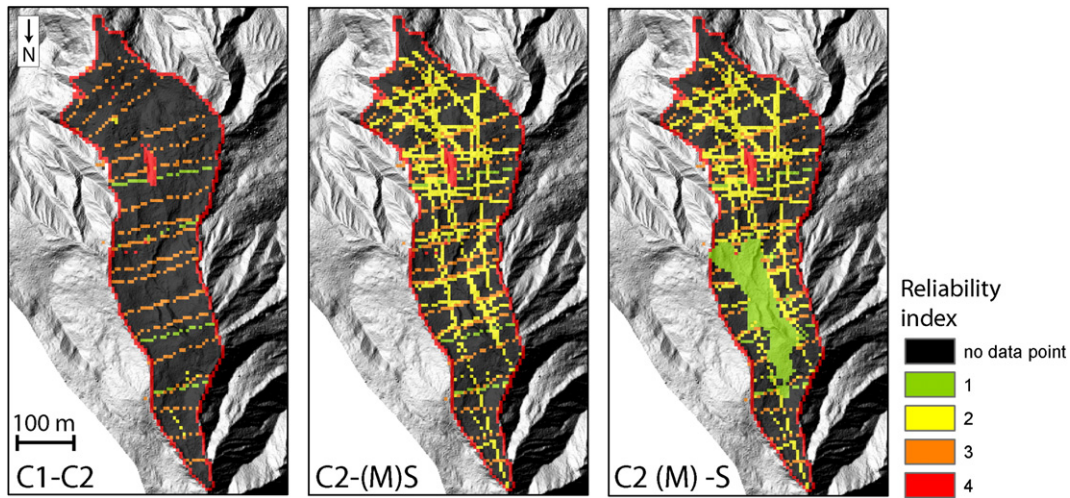 N
100 m
C1-C2
C2-(M)S
C2 (M) -S
Reliability
index
no data point
1
2
3
4